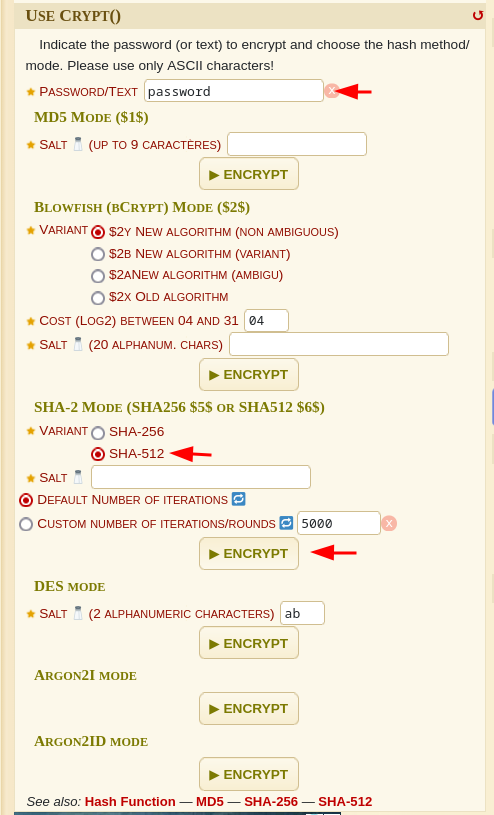 Use Crypt() ↺
Indicate the password (or text) to encrypt and choose the hash method/
mode. Please use only ASCII characters!
★ Password/Text password X
MD5 Mode ($1$)
★ Salt 🧂 (up to 9 caractères)
▶ ENCRYPT
Blowfish (bCrypt) Mode ($2$)
★ Variant $2y New algorithm (non ambiguous)
$2b New algorithm (variant)
$2aNew algorithm (ambigu)
$2x Old algorithm
★ Cost (Log2) between 04 and 31 04
★ Salt 🧂 (20 alphanum. chars)
▶ ENCRYPT
SHA-2 Mode (SHA256 $5$ or SHA512 $6$)
★ Variant SHA-256
SHA-512
★ Salt 🧂
Default Number of iterations 🔁
Custom number of iterations/rounds 🔁 5000 X
▶ ENCRYPT
DES mode
★ Salt 🧂 (2 alphanumeric characters) ab
▶ ENCRYPT
Argon2I mode
▶ ENCRYPT
Argon2ID mode
▶ ENCRYPT
See also: Hash Function — MD5 — SHA-256 — SHA-512